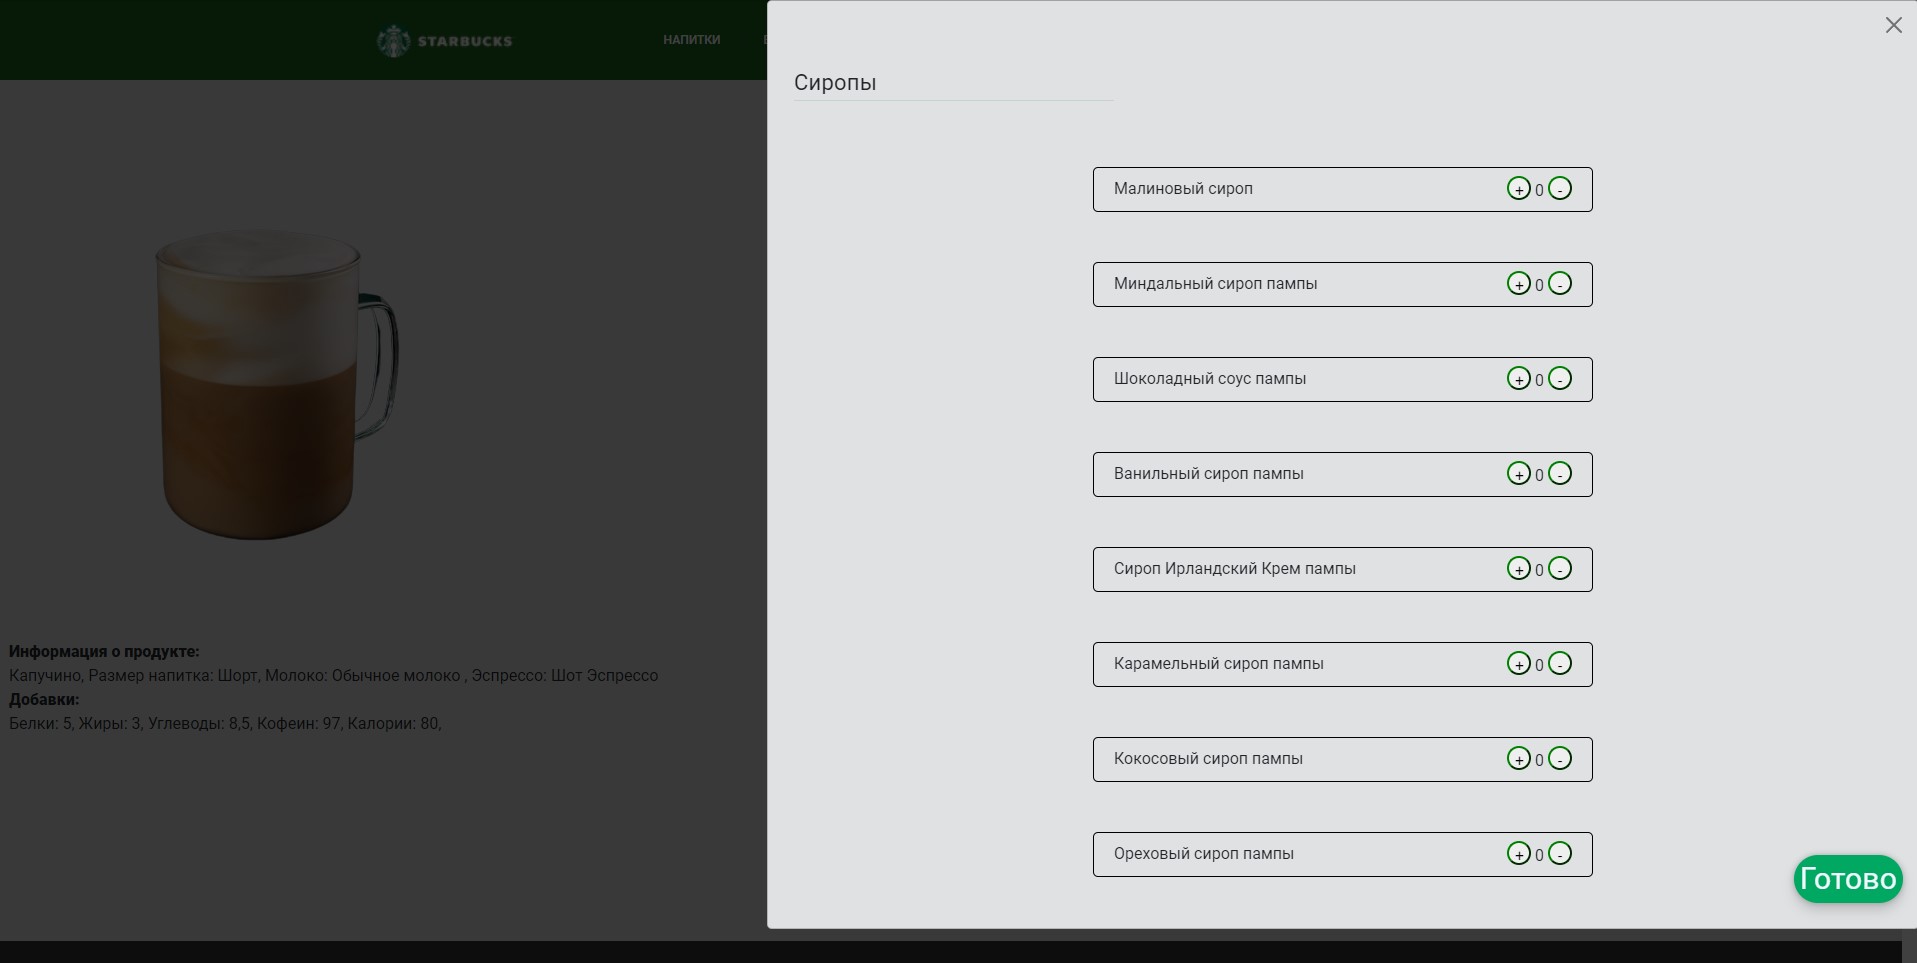 STARBUCKS
НАПИТКИ
Сиропы
Малиновый сироп + 0 -
Миндальный сироп пампы + 0 -
Шоколадный соус пампы + 0 -
Ванильный сироп пампы + 0 -
Сироп Ирландский Крем пампы + 0 -
Карамельный сироп пампы + 0 -
Кокосовый сироп пампы + 0 -
Ореховый сироп пампы + 0 -
Готово
Информация о продукте:
Капучино, Размер напитка: Шорт, Молоко: Обычное молоко , Эспрессо: Шот Эспрессо
Добавки:
Белки: 5, Жиры: 3, Углеводы: 8,5, Кофеин: 97, Калории: 80,